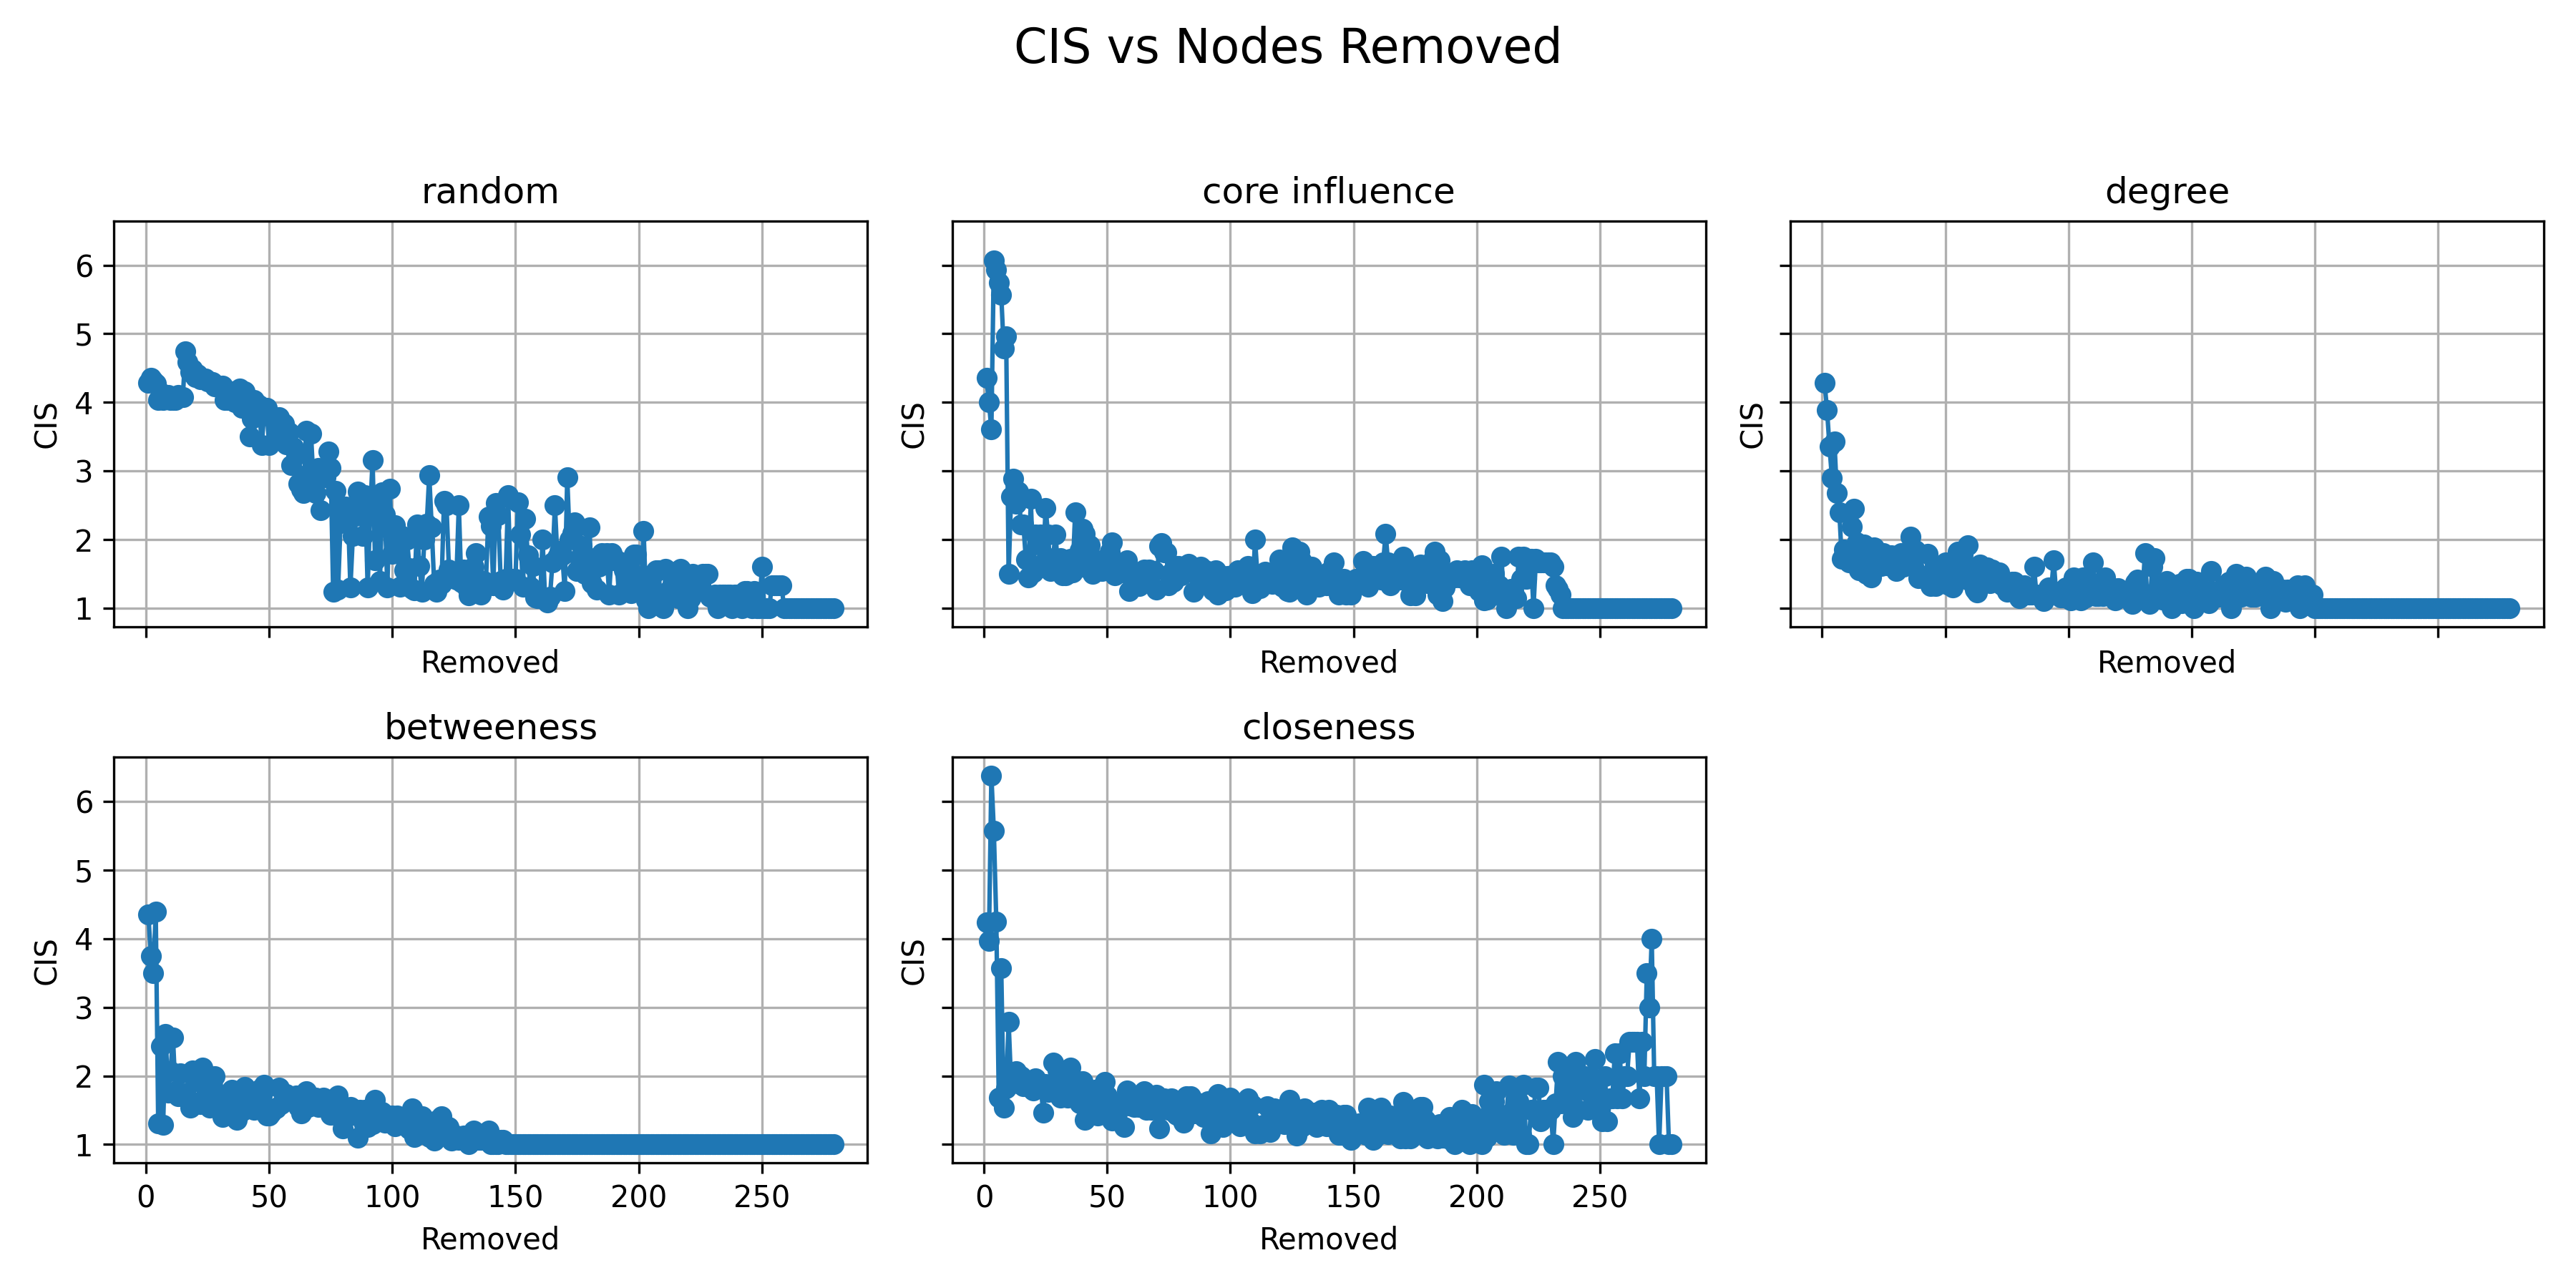 CIS vs Nodes Removed
random
6
5
4
3
2
1
CIS
Removed
core influence
CIS
Removed
degree
CIS
Removed
betweeness
6
5
4
3
2
1
CIS
0 50 100 150 200 250
Removed
closeness
CIS
0 50 100 150 200 250
Removed